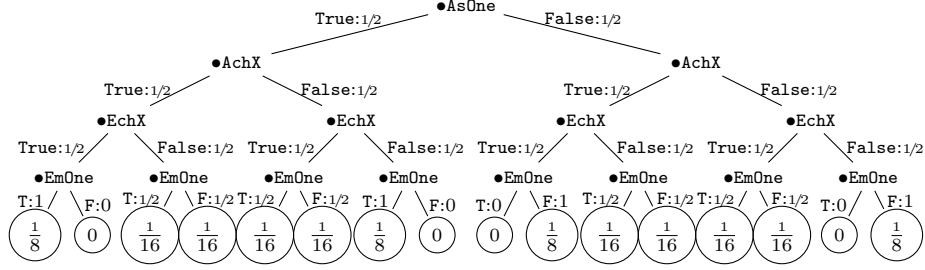 ●AsOne
True:1/2 False:1/2
●AchX ●AchX
True:1/2 False:1/2 True:1/2 False:1/2
●EchX ●EchX ●EchX ●EchX
True:1/2 False:1/2 True:1/2 False:1/2 True:1/2 False:1/2 True:1/2 False:1/2
●EmOne ●EmOne ●EmOne ●EmOne ●EmOne ●EmOne ●EmOne ●EmOne
T:1 F:0 T:1/2 F:1/2 T:1/2 F:1/2 T:1 F:0 T:0 F:1 T:1/2 F:1/2 T:1/2 F:1/2 T:0 F:1
1/8 0 1/16 1/16 1/16 1/16 1/8 0 0 1/8 1/16 1/16 1/16 1/16 0 1/8